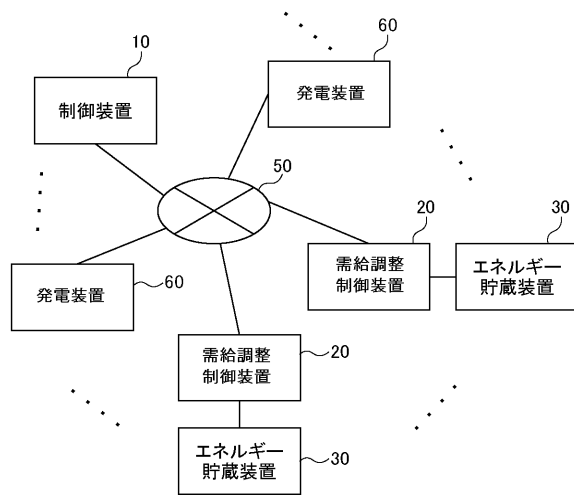 60
10
発電装置
制御装置
50
20
30
需給調整
制御装置
エネルギー
貯蔵装置
発電装置
60
需給調整
制御装置
20
エネルギー
貯蔵装置
30